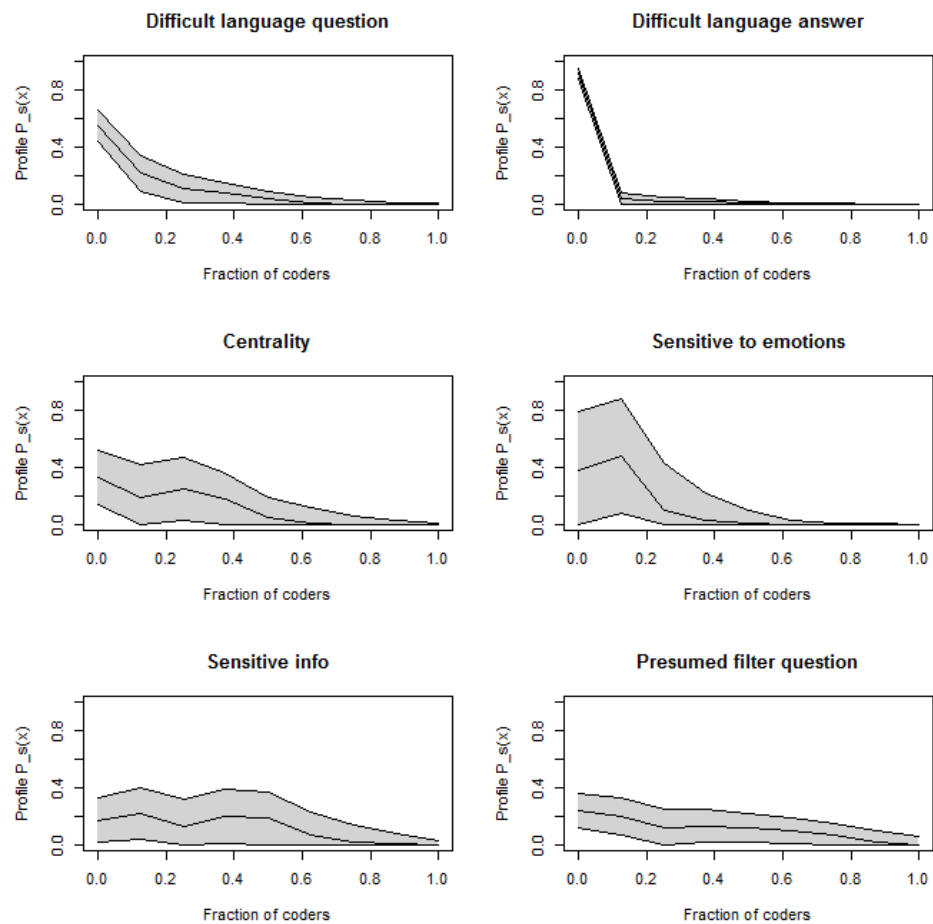 Difficult language question
Profile P_s(x)
0.0 0.4 0.8
0.0 0.2 0.4 0.6 0.8 1.0
Fraction of coders
Difficult language answer
Profile P_s(x)
0.0 0.4 0.8
0.0 0.2 0.4 0.6 0.8 1.0
Fraction of coders
Centrality
Profile P_s(x)
0.0 0.4 0.8
0.0 0.2 0.4 0.6 0.8 1.0
Fraction of coders
Sensitive to emotions
Profile P_s(x)
0.0 0.4 0.8
0.0 0.2 0.4 0.6 0.8 1.0
Fraction of coders
Sensitive info
Profile P_s(x)
0.0 0.4 0.8
0.0 0.2 0.4 0.6 0.8 1.0
Fraction of coders
Presumed filter question
Profile P_s(x)
0.0 0.4 0.8
0.0 0.2 0.4 0.6 0.8 1.0
Fraction of coders